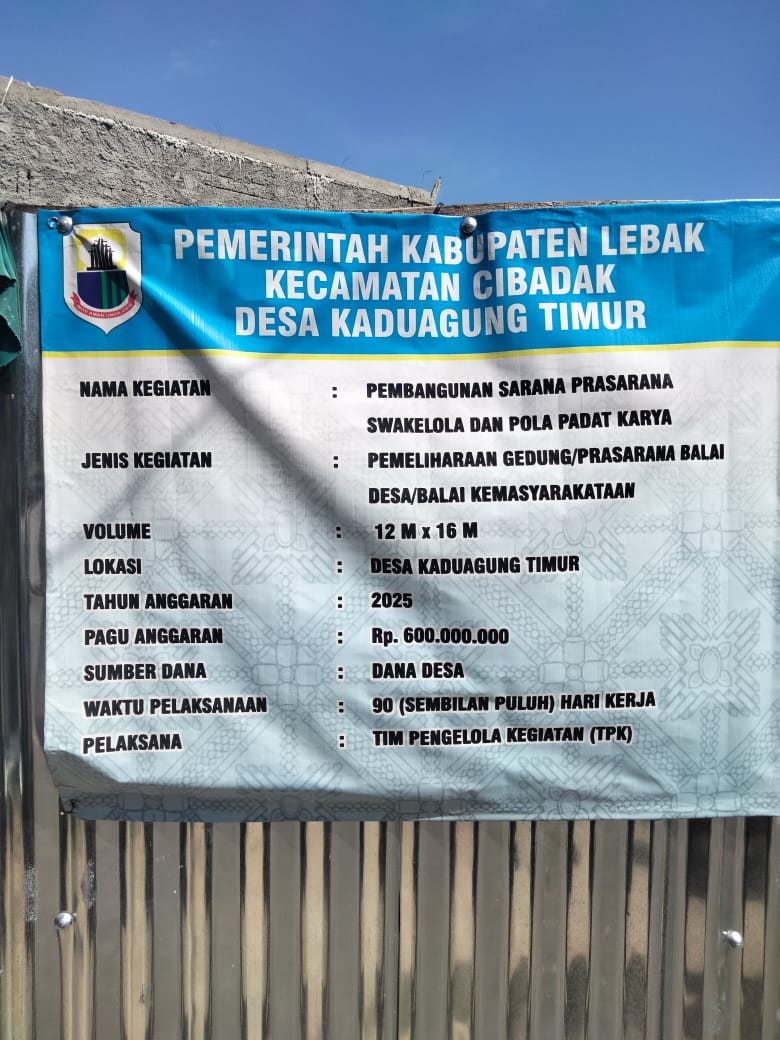 PEMERINTAH KABUPATEN LEBAK
KECAMATAN CIBADAK
DESA KADUAGUNG TIMUR
NAMA KEGIATAN : PEMBANGUNAN SARANA PRASARANA
SWAKELOLA DAN POLA PADAT KARYA
JENIS KEGIATAN : PEMELIHARAAN GEDUNG/PRASARANA BALAI
DESA/BALAI KEMASYARAKATAAN
VOLUME : 12 M x 16 M
LOKASI : DESA KADUAGUNG TIMUR
TAHUN ANGGARAN : 2025
PAGU ANGGARAN : Rp. 600.000.000
SUMBER DANA : DANA DESA
WAKTU PELAKSANAAN : 90 (SEMBILAN PULUH) HARI KERJA
PELAKSANA : TIM PENGELOLA KEGIATAN (TPK)